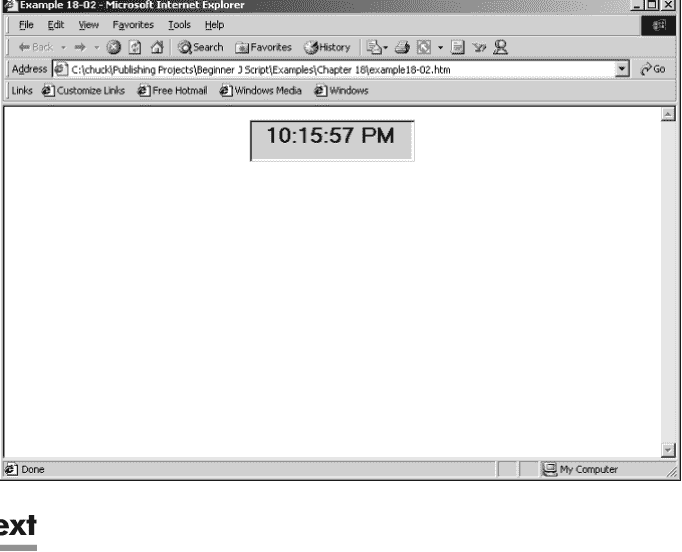 Example 18-02 - Microsoft Internet Explorer
File Edit View Favorites Tools Help
Back Search Favorites History
Address C:\chuck\Publishing Projects\Beginner J Script\Examples\Chapter 18\example18-02.htm Go
Links Customize Links Free Hotmail Windows Media Windows
10:15:57 PM
Done My Computer
ext